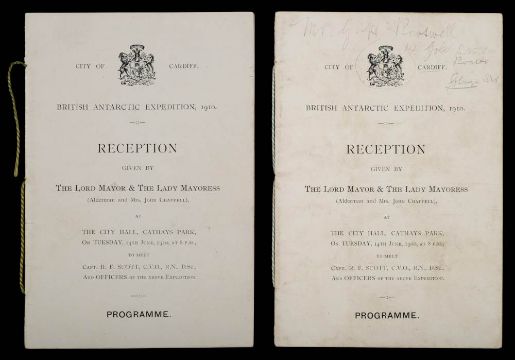 CITY OF CARDIFF.
BRITISH ANTARCTIC EXPEDITION, 1910.
RECEPTION
GIVEN BY
THE LORD MAYOR & THE LADY MAYORESS
(Alderman and Mrs. John Chappell),
AT
THE CITY HALL, CATHAYS PARK,
ON TUESDAY, 14TH JUNE, 1910, AT 8 P.M.,
TO MEET
CAPT. R. F. SCOTT, C.V.O., R.N., D.Sc.,
AND OFFICERS OF THE ABOVE EXPEDITION.
PROGRAMME.
Mr. G.
CITY OF CARDIFF.
BRITISH ANTARCTIC EXPEDITION, 1910.
RECEPTION
GIVEN BY
THE LORD MAYOR & THE LADY MAYORESS
(Alderman and Mrs. John Chappell),
AT
THE CITY HALL, CATHAYS PARK,
ON TUESDAY, 14TH JUNE, 1910, AT 8 P.M.,
TO MEET
CAPT. R. F. SCOTT, C.V.O., R.N., D.Sc.,
AND OFFICERS OF THE ABOVE EXPEDITION.
PROGRAMME.